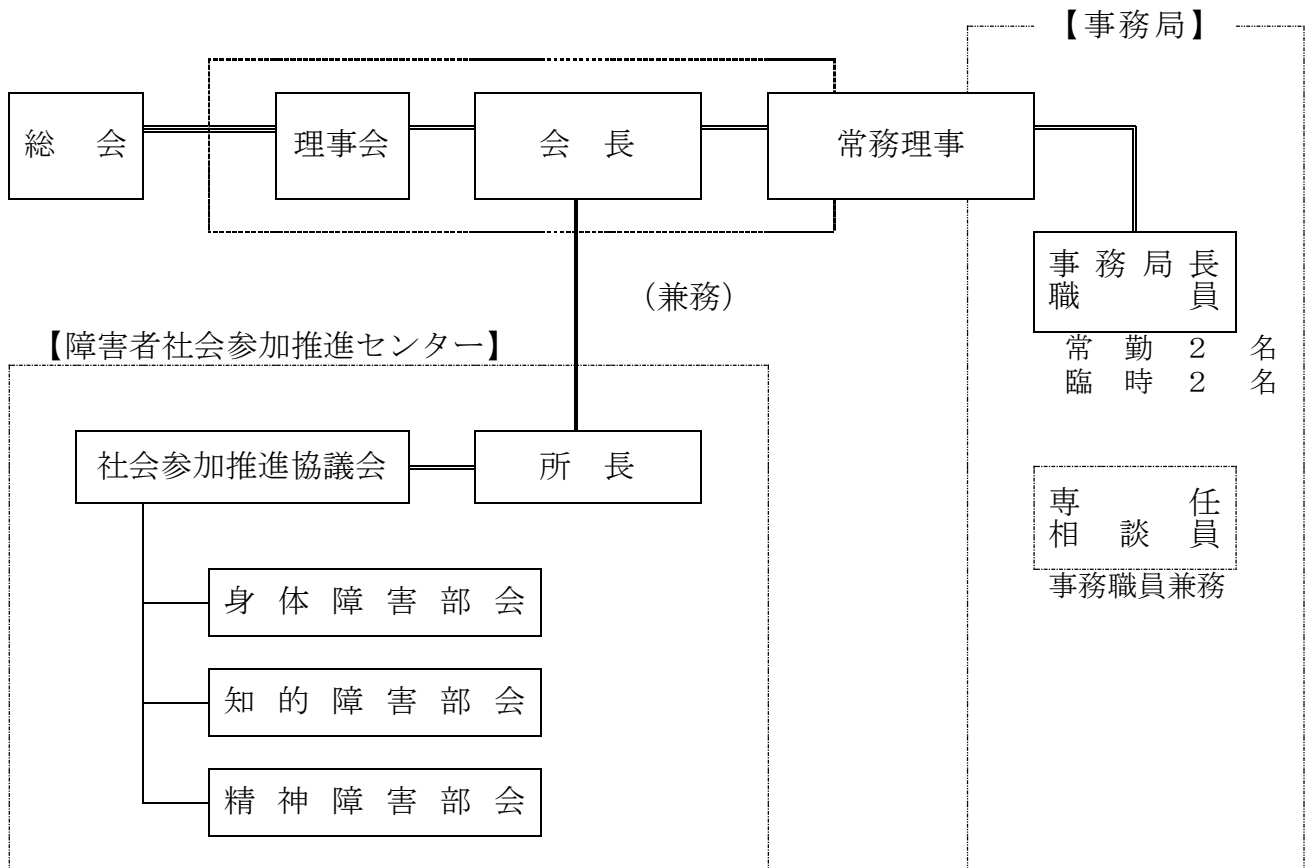 【事務局】
総　会
理事会
会　長
常務理事
事務局長
職員
（兼務）
常勤２名
臨時２名
【障害者社会参加推進センター】
社会参加推進協議会
所　長
専任
相談員
事務職員兼務
身体障害部会
知的障害部会
精神障害部会